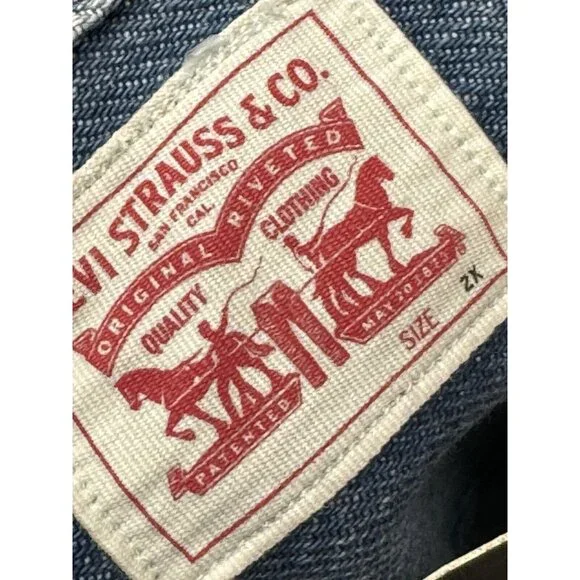 EVI STRAUSS & CO.
SAN FRANCISCO
CAL.
ORIGINAL RIVETED
QUALITY CLOTHING
PATENTED MAY 20 1873
SIZE 2X